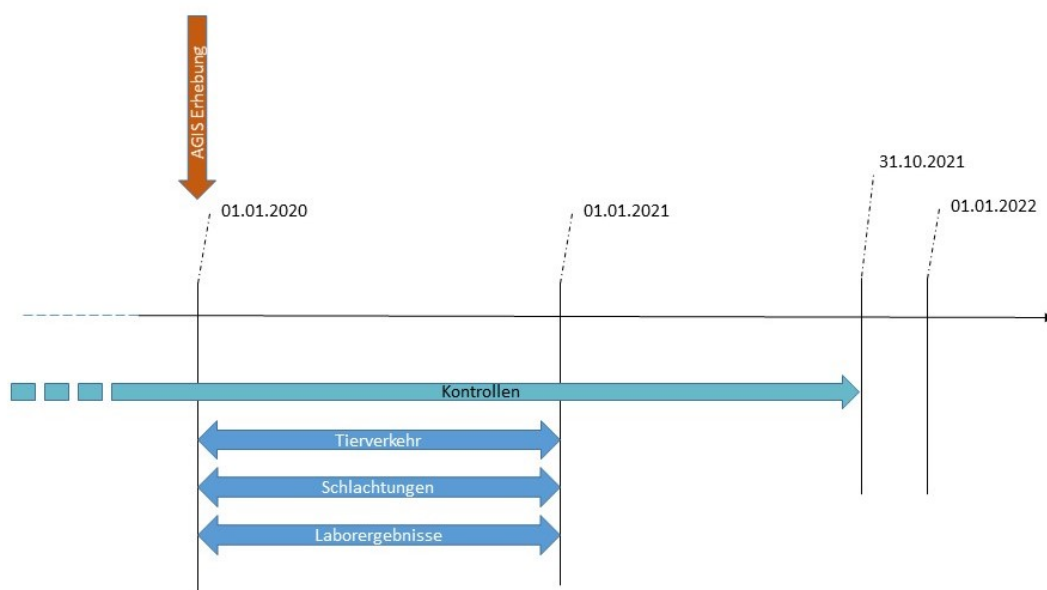 AGIS Erhebung
31.10.2021
01.01.2020
01.01.2021
01.01.2022
Kontrollen
Tierverkehr
Schlachtungen
Laborergebnisse